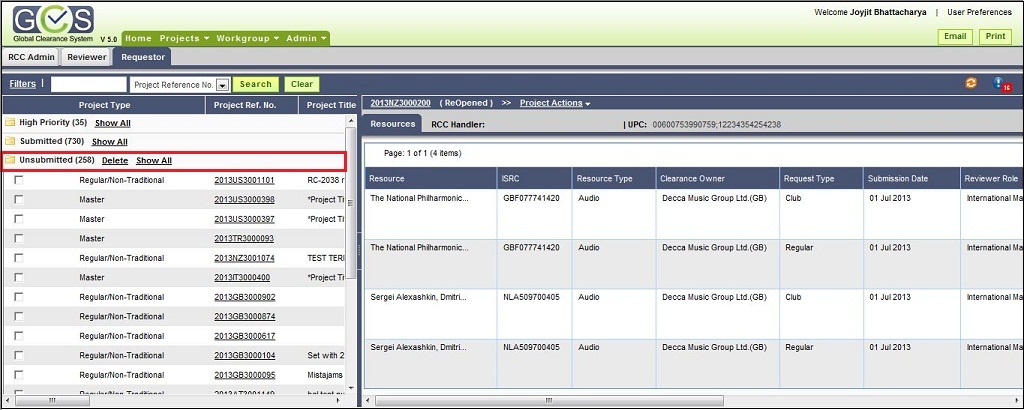 GCS
Global Clearance System V 5.0
Welcome Joyjit Bhattacharya | User Preferences
Home Projects Workgroup Admin
Email Print
RCC Admin Reviewer Requestor
Filters | Project Reference No. Search Clear
16
Project Type Project Ref. No. Project Title
High Priority (35) Show All
Submitted (730) Show All
Unsubmitted (258) Delete Show All
Regular/Non-Traditional 2013US3001101 RC-2038 r
Master 2013US3000398 *Project Ti
Master 2013US3000397 *Project Ti
Master 2013TR3000093
Regular/Non-Traditional 2013NZ3001074 TEST TERI
Master 2013IT3000400 *Project Ti
Regular/Non-Traditional 2013GB3000902
Regular/Non-Traditional 2013GB3000874
Regular/Non-Traditional 2013GB3000617
Regular/Non-Traditional 2013GB3000104 Set with 2
Regular/Non-Traditional 2013GB3000095 Mistajams
2013NZ3000200 ( ReOpened ) >> Project Actions
Resources RCC Handler: | UPC: 00600753990759;12234354254238
Page: 1 of 1 (4 items)
Resource ISRC Resource Type Clearance Owner Request Type Submission Date Reviewer Role
The National Philharmonic... GBF077741420 Audio Decca Music Group Ltd.(GB) Club 01 Jul 2013 International Ma
The National Philharmonic... GBF077741420 Audio Decca Music Group Ltd.(GB) Regular 01 Jul 2013 International Ma
Sergei Alexashkin, Dmitri... NLA509700405 Audio Decca Music Group Ltd.(GB) Club 01 Jul 2013 International Ma
Sergei Alexashkin, Dmitri... NLA509700405 Audio Decca Music Group Ltd.(GB) Regular 01 Jul 2013 International Ma